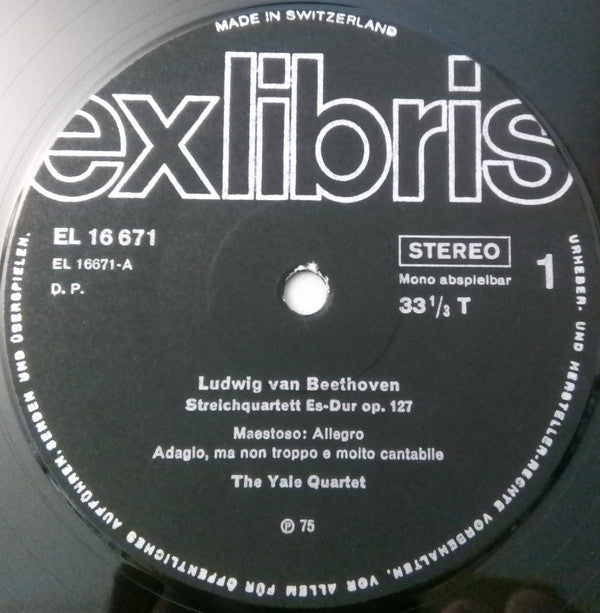 MADE IN SWITZERLAND
exlibris
EL 16 671
EL 16671-A
D. P.
STEREO
Mono abspielbar
33 1/3 T
1
Ludwig van Beethoven
Streichquartett Es-Dur op. 127
Maestoso: Allegro
Adagio, ma non troppo e molto cantabile
The Yale Quartet
℗ 75
URHEBER- UND HERSTELLER-RECHTE VORBEHALTEN, VOR ALLEM FÜR ÖFFENTLICHES AUFFÜHREN, SENDEN UND ÜBERSPIELEN.